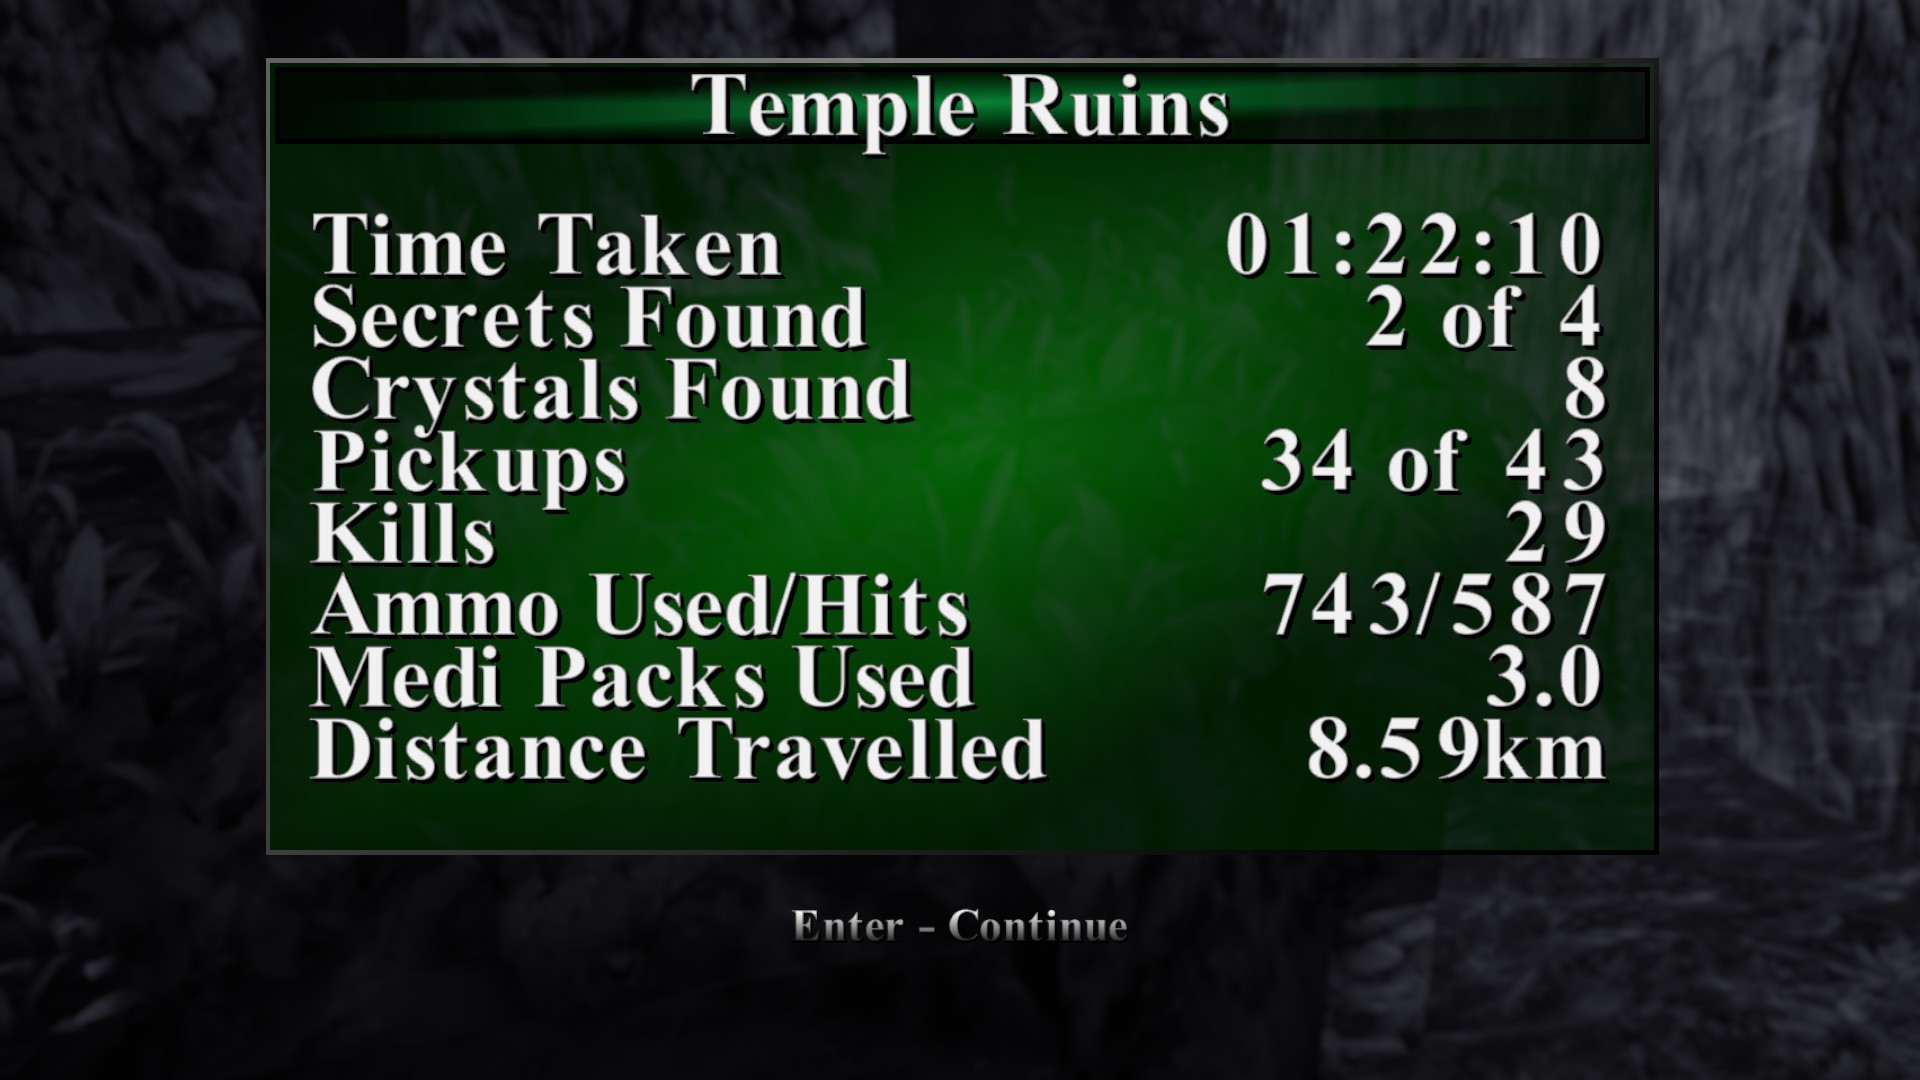 Temple Ruins
Time Taken 01:22:10
Secrets Found 2 of 4
Crystals Found 8
Pickups 34 of 43
Kills 29
Ammo Used/Hits 743/587
Medi Packs Used 3.0
Distance Travelled 8.59km
Enter - Continue